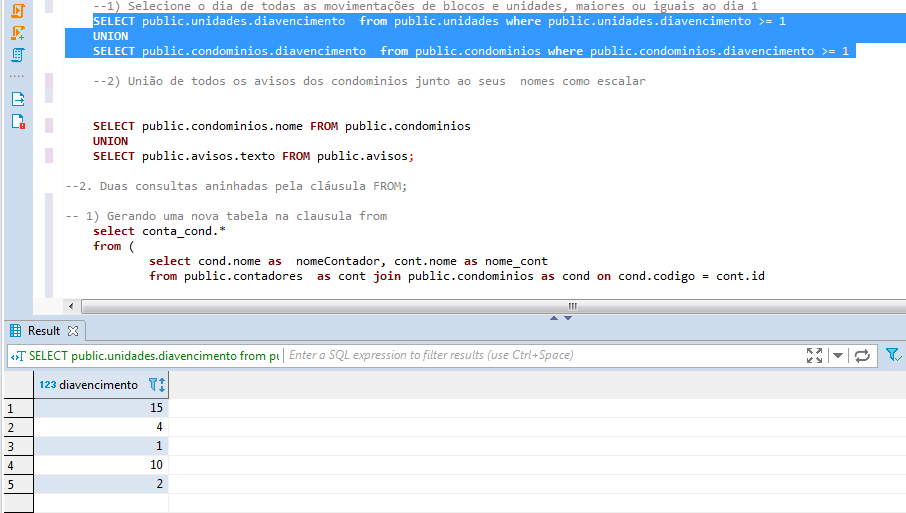 --1) Selecione o dia de todas as movimentações de blocos e unidades, maiores ou iguais ao dia 1
SELECT public.unidades.diavencimento  from public.unidades where public.unidades.diavencimento >= 1
UNION
SELECT public.condominios.diavencimento  from public.condominios where public.condominios.diavencimento >= 1
--2) União de todos os avisos dos condominios junto ao seus  nomes como escalar
SELECT public.condominios.nome FROM public.condominios
UNION
SELECT public.avisos.texto FROM public.avisos;
--2. Duas consultas aninhadas pela cláusula FROM;
-- 1) Gerando uma nova tabela na clausula from
select conta_cond.*
from (
select cond.nome as  nomeContador, cont.nome as nome_cont
from public.contadores  as cont join public.condominios as cond on cond.codigo = cont.id
Result
SELECT public.unidades.diavencimento from pu Enter a SQL expression to filter results (use Ctrl+Space)
123 diavencimento
1 15
2 4
3 1
4 10
5 2